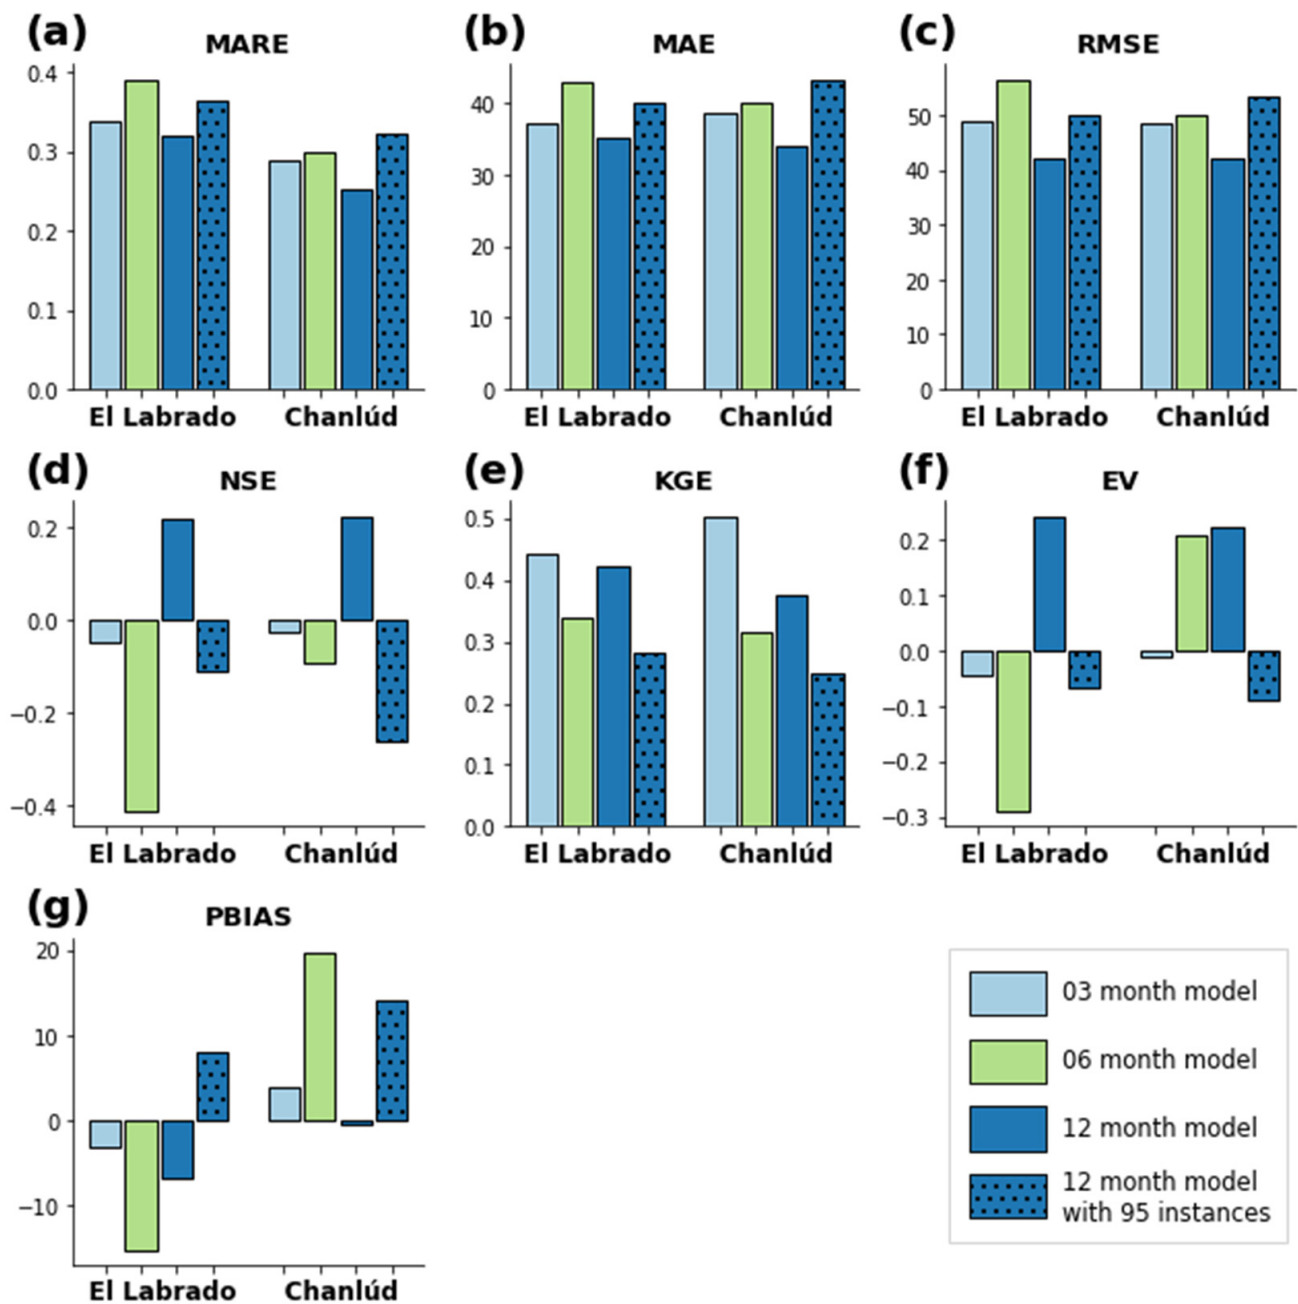 (a) MARE
0.4
0.3
0.2
0.1
0.0
El Labrado Chanlúd
(b) MAE
40
30
20
10
0
El Labrado Chanlúd
(c) RMSE
50
40
30
20
10
0
El Labrado Chanlúd
(d) NSE
0.2
0.0
−0.2
−0.4
El Labrado Chanlúd
(e) KGE
0.5
0.4
0.3
0.2
0.1
0.0
El Labrado Chanlúd
(f) EV
0.2
0.1
0.0
−0.1
−0.2
−0.3
El Labrado Chanlúd
(g) PBIAS
20
10
0
−10
El Labrado Chanlúd
03 month model
06 month model
12 month model
12 month model
with 95 instances